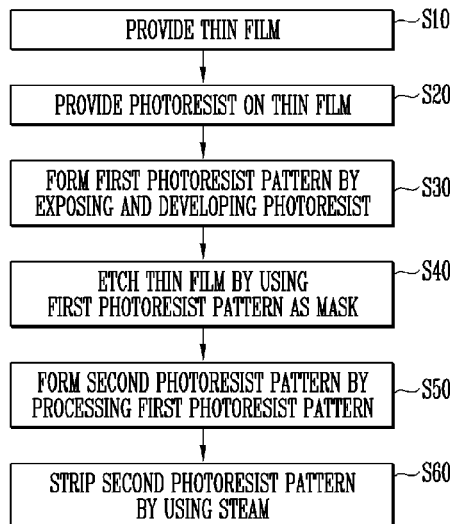 PROVIDE THIN FILM
S10
PROVIDE PHOTORESIST ON THIN FILM
S20
FORM FIRST PHOTORESIST PATTERN BY
EXPOSING AND DEVELOPING PHOTORESIST
S30
ETCH THIN FILM BY USING
FIRST PHOTORESIST PATTERN AS MASK
S40
FORM SECOND PHOTORESIST PATTERN BY
PROCESSING FIRST PHOTORESIST PATTERN
S50
STRIP SECOND PHOTORESIST PATTERN
BY USING STEAM
S60